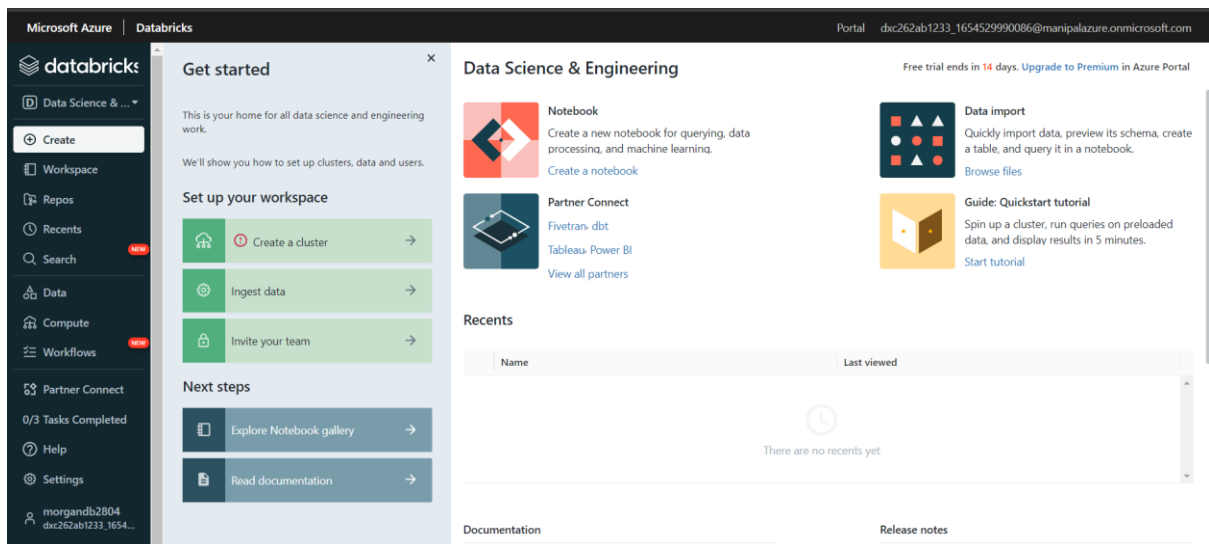 Microsoft Azure | Databricks
Portal dxc262ab1233_1654529990086@manipalazure.onmicrosoft.com
databricks
D Data Science & ...
Create
Workspace
Repos
Recents
NEW
Search
Data
Compute
NEW
Workflows
Partner Connect
0/3 Tasks Completed
Help
Settings
morgandb2804
dxc262ab1233_1654...
Get started
This is your home for all data science and engineering
work.
We'll show you how to set up clusters, data and users.
Set up your workspace
Create a cluster
Ingest data
Invite your team
Next steps
Explore Notebook gallery
Read documentation
Data Science & Engineering
Free trial ends in 14 days. Upgrade to Premium in Azure Portal
Notebook
Create a new notebook for querying, data
processing, and machine learning.
Create a notebook
Data import
Quickly import data, preview its schema, create
a table, and query it in a notebook.
Browse files
Partner Connect
Fivetran, dbt
Tableau, Power BI
View all partners
Guide: Quickstart tutorial
Spin up a cluster, run queries on preloaded
data, and display results in 5 minutes.
Start tutorial
Recents
Name Last viewed
There are no recents yet
Documentation
Release notes